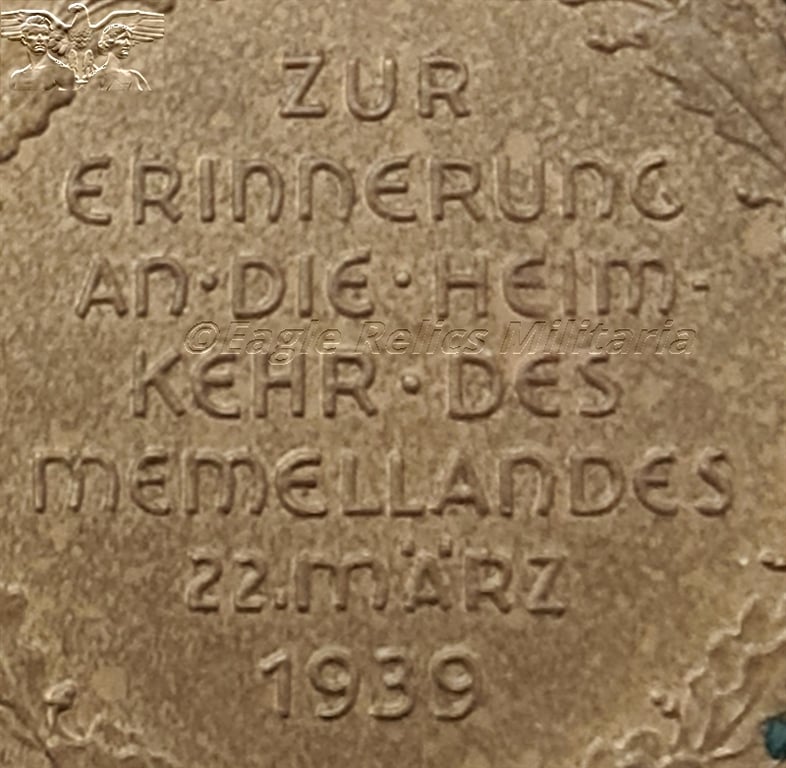 ZUR
ERINNERUNG
AN·DIE·HEIM-
©Eagle Relics Militaria
KEHR·DES
MEMELLANDES
22.MÄRZ
1939